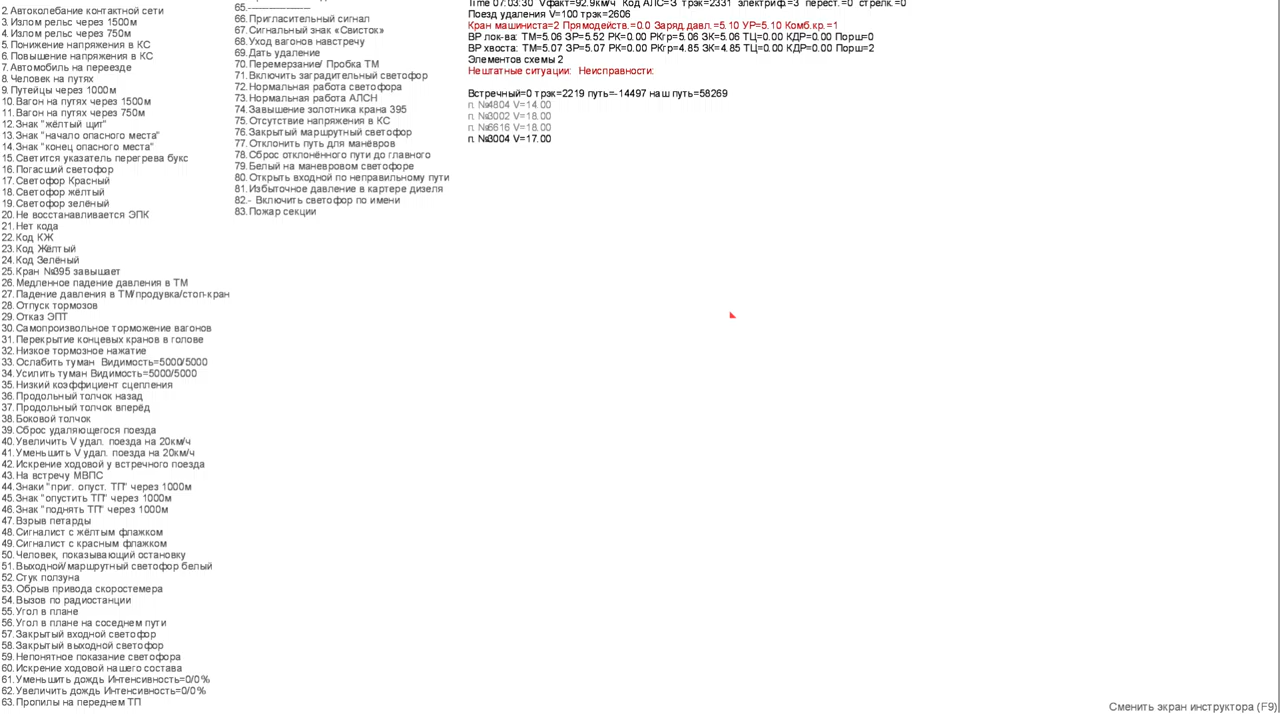 2.Автоколебание контактной сети
3.Излом рельс через 1500м
4.Излом рельс через 750м
5.Понижение напряжения в КС
6.Повышение напряжения в КС
7.Автомобиль на переезде
8.Человек на путях
9.Путейцы через 1000м
10.Вагон на путях через 1500м
11.Вагон на путях через 750м
12.Знак "жёлтый щит"
13.Знак "начало опасного места"
14.Знак "конец опасного места"
15.Светится указатель перегрева букс
16.Погасший светофор
17.Светофор Красный
18.Светофор жёлтый
19.Светофор зелёный
20.Не восстанавливается ЭПК
21.Нет кода
22.Код КЖ
23.Код Жёлтый
24.Код Зелёный
25.Кран №395 завышает
26.Медленное падение давления в ТМ
27.Падение давления в ТМ/продувка/стоп-кран
28.Отпуск тормозов
29.Отказ ЭПТ
30.Самопроизвольное торможение вагонов
31.Перекрытие концевых кранов в голове
32.Низкое тормозное нажатие
33.Ослабить туман Видимость=5000/5000
34.Усилить туман Видимость=5000/5000
35.Низкий коэффициент сцепления
36.Продольный толчок назад
37.Продольный толчок вперёд
38.Боковой толчок
39.Сброс удаляющегося поезда
40.Увеличить V удал. поезда на 20км/ч
41.Уменьшить V удал. поезда на 20км/ч
42.Искрение ходовой у встречного поезда
43.На встречу МВПС
44.Знаки "приг. опуст. ТП" через 1000м
45.Знак "опустить ТП" через 1000м
46.Знак "поднять ТП" через 1000м
47.Взрыв петарды
48.Сигналист с жёлтым флажком
49.Сигналист с красным флажком
50.Человек, показывающий остановку
51.Выходной/маршрутный светофор белый
52.Стук ползуна
53.Обрыв привода скоростемера
54.Вызов по радиостанции
55.Угол в плане
56.Угол в плане на соседнем пути
57.Закрытый входной светофор
58.Закрытый выходной светофор
59.Непонятное показание светофора
60.Искрение ходовой нашего состава
61.Уменьшить дождь Интенсивность=0/0%
62.Увеличить дождь Интенсивность=0/0%
63.Пропилы на переднем ТП
65.-------------------
66.Пригласительный сигнал
67.Сигнальный знак «Свисток»
68.Уход вагонов навстречу
69.Дать удаление
70.Перемерзание/ Пробка ТМ
71.Включить заградительный светофор
72.Нормальная работа светофора
73.Нормальная работа АЛСН
74.Завышение золотника крана 395
75.Отсутствие напряжения в КС
76.Закрытый маршрутный светофор
77.Отклонить путь для манёвров
78.Сброс отклонённого пути до главного
79.Белый на маневровом светофоре
80.Открыть входной по неправильному пути
81.Избыточное давление в картере дизеля
82.- Включить светофор по имени
83.Пожар секции
Time 07:03:30 Vфакт=92.9км/ч Код АЛС=3 трэк=2331 электриф.=3 перест.=0 стрелк.=0
Поезд удаления V=100 трэк=2606
Кран машиниста=2 Прямодейств.=0.0 Заряд.давл.=5.10 УР=5.10 Комб.кр.=1
ВР лок-ва: ТМ=5.06 ЗР=5.52 РК=0.00 РКгр=5.06 ЗК=5.06 ТЦ=0.00 КДР=0.00 Порш=0
ВР хвоста: ТМ=5.07 ЗР=5.07 РК=0.00 РКгр=4.85 ЗК=4.85 ТЦ=0.00 КДР=0.00 Порш=2
Элементов схемы 2
Нештатные ситуации: Неисправности:
Встречный=0 трэк=2219 путь=-14497 наш путь=58269
п. №4804 V=14.00
п. №3002 V=18.00
п. №6616 V=18.00
п. №3004 V=17.00
Сменить экран инструктора (F9)